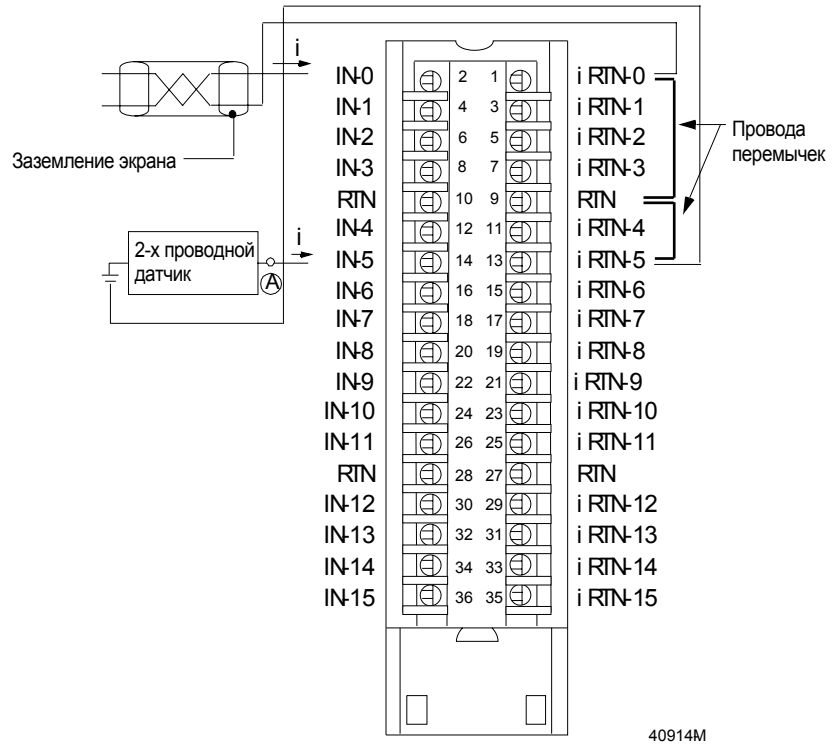 i
IN-0 2 1 i RTN-0
IN-1 4 3 i RTN-1
IN-2 6 5 i RTN-2
IN-3 8 7 i RTN-3
RTN 10 9 RTN
IN-4 12 11 i RTN-4
IN-5 14 13 i RTN-5
IN-6 16 15 i RTN-6
IN-7 18 17 i RTN-7
IN-8 20 19 i RTN-8
IN-9 22 21 i RTN-9
IN-10 24 23 i RTN-10
IN-11 26 25 i RTN-11
RTN 28 27 RTN
IN-12 30 29 i RTN-12
IN-13 32 31 i RTN-13
IN-14 34 33 i RTN-14
IN-15 36 35 i RTN-15
Заземление экрана
Провода
перемычек
2-х проводной
датчик
i
A
40914M